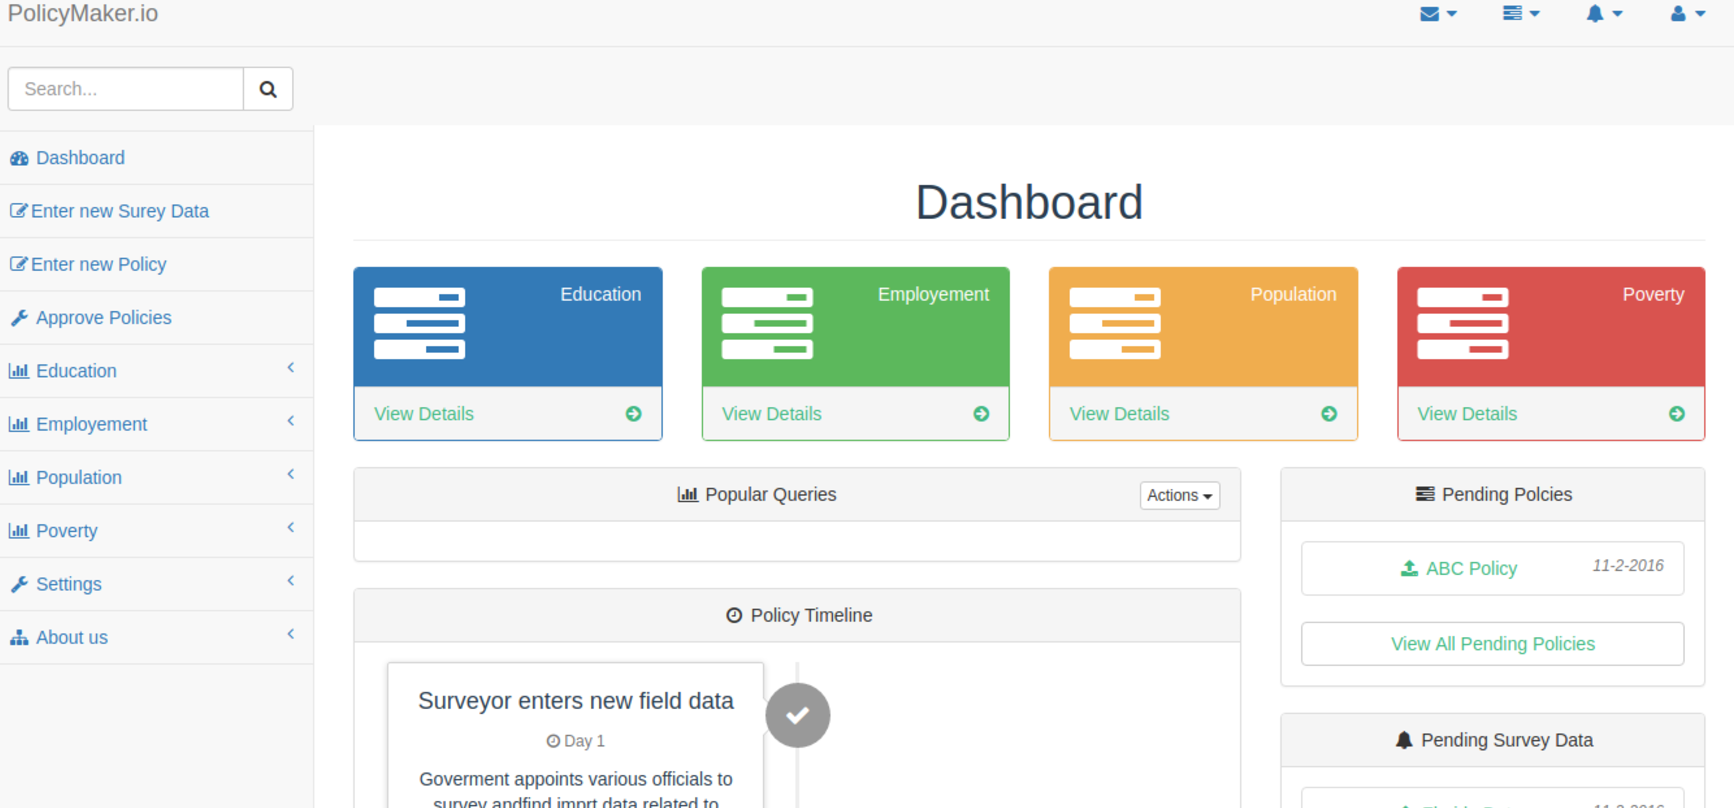 PolicyMaker.io
Search...
Dashboard
Enter new Surey Data
Enter new Policy
Approve Policies
Education
Employement
Population
Poverty
Settings
About us
Dashboard
Education
View Details
Employement
View Details
Population
View Details
Poverty
View Details
Popular Queries
Actions
Policy Timeline
Surveyor enters new field data
Day 1
Goverment appoints various officials to
survey andfind imprt data related to
Pending Polcies
ABC Policy
11-2-2016
View All Pending Policies
Pending Survey Data